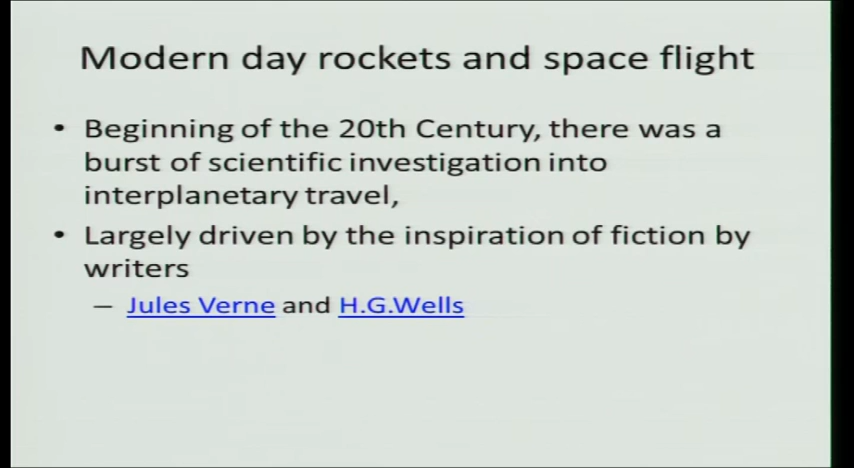 Modern day rockets and space flight
• Beginning of the 20th Century, there was a
burst of scientific investigation into
interplanetary travel,
• Largely driven by the inspiration of fiction by
writers
– Jules Verne and H.G.Wells